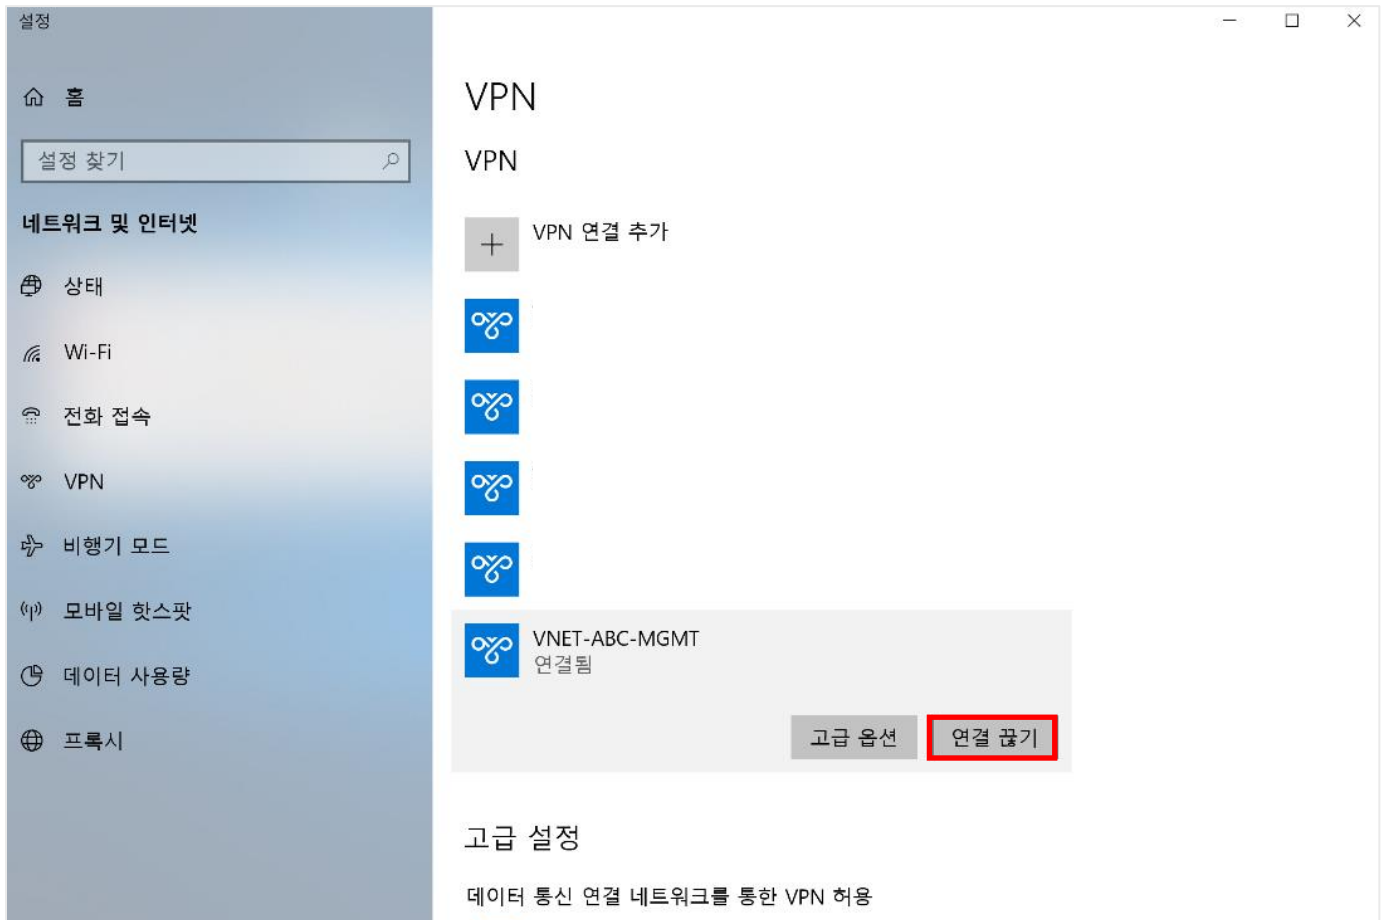 설정
홈
설정 찾기
네트워크 및 인터넷
상태
Wi-Fi
전화 접속
VPN
비행기 모드
모바일 핫스팟
데이터 사용량
프록시
VPN
VPN
VPN 연결 추가
VNET-ABC-MGMT
연결됨
고급 옵션
연결 끊기
고급 설정
데이터 통신 연결 네트워크를 통한 VPN 허용